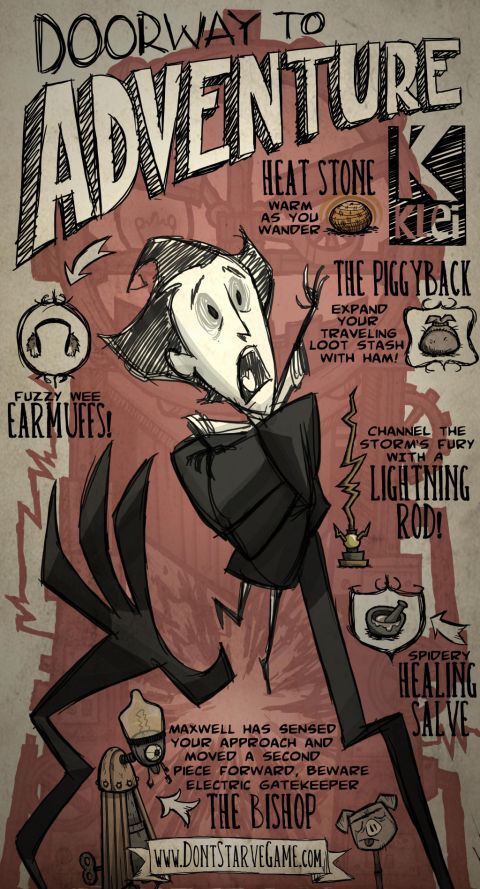 DOORWAY TO
ADVENTURE
K
KLEI
HEAT STONE
WARM
AS YOU
WANDER
THE PIGGYBACK
EXPAND
YOUR
TRAVELING
LOOT STASH
WITH HAM!
FUZZY WEE
EARMUFFS!
CHANNEL THE
STORM'S FURY
WITH A
LIGHTNING
ROD!
SPIDERY
HEALING
SALVE
MAXWELL HAS SENSED
YOUR APPROACH AND
MOVED A SECOND
PIECE FORWARD, BEWARE
ELECTRIC GATEKEEPER
THE BISHOP
WWW.DONTSTARVEGAME.COM